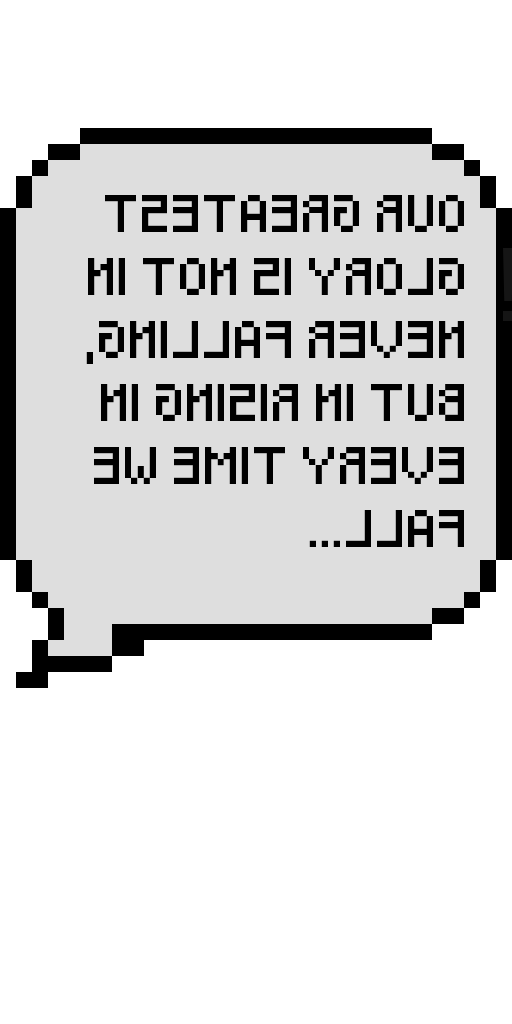 OUR GREATEST
GLORY IS NOT IN
NEVER FALLING,
BUT IN RISING IN
EVERY TIME WE
FALL...